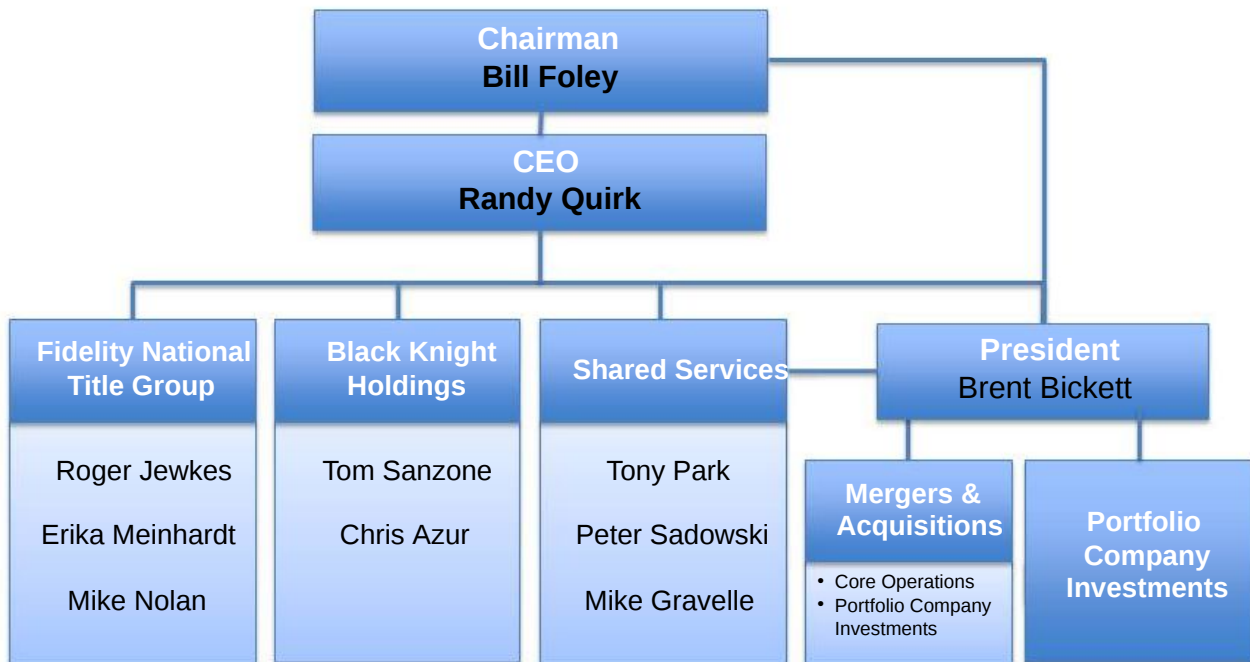 Chairman
Bill Foley
CEO
Randy Quirk
Fidelity National
Title Group
Roger Jewkes
Erika Meinhardt
Mike Nolan
Black Knight
Holdings
Tom Sanzone
Chris Azur
Shared Services
Tony Park
Peter Sadowski
Mike Gravelle
President
Brent Bickett
Mergers &
Acquisitions
• Core Operations
• Portfolio Company
Investments
Portfolio
Company
Investments